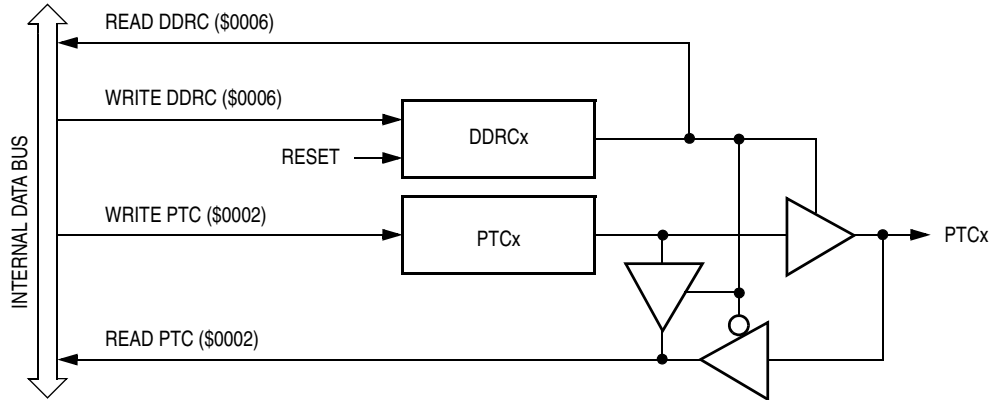 READ DDRC ($0006)
WRITE DDRC ($0006)
DDRCx
RESET
WRITE PTC ($0002)
PTCx
PTCx
READ PTC ($0002)
INTERNAL DATA BUS